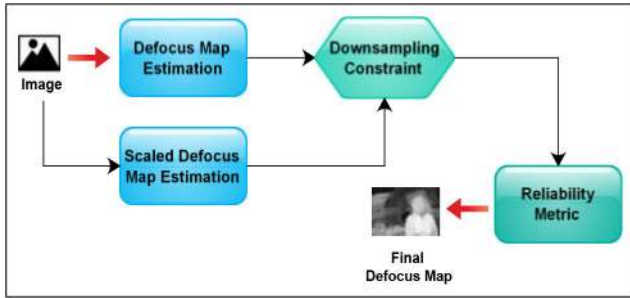 Image
Defocus Map
Estimation
Downsampling
Constraint
Scaled Defocus
Map Estimation
Reliability
Metric
Final
Defocus Map